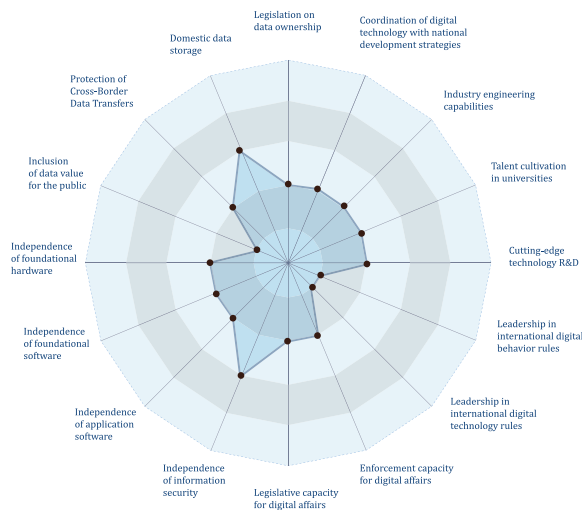 Legislation on
data ownership
Coordination of digital
technology with national
development strategies
Industry engineering
capabilities
Talent cultivation
in universities
Cutting-edge
technology R&D
Leadership in
international digital
behavior rules
Leadership in
international digital
technology rules
Enforcement capacity
for digital affairs
Legislative capacity
for digital affairs
Independence
of information
security
Independence
of application
software
Independence
of foundational
software
Independence
of foundational
hardware
Inclusion
of data value
for the public
Protection of
Cross-Border
Data Transfers
Domestic data
storage